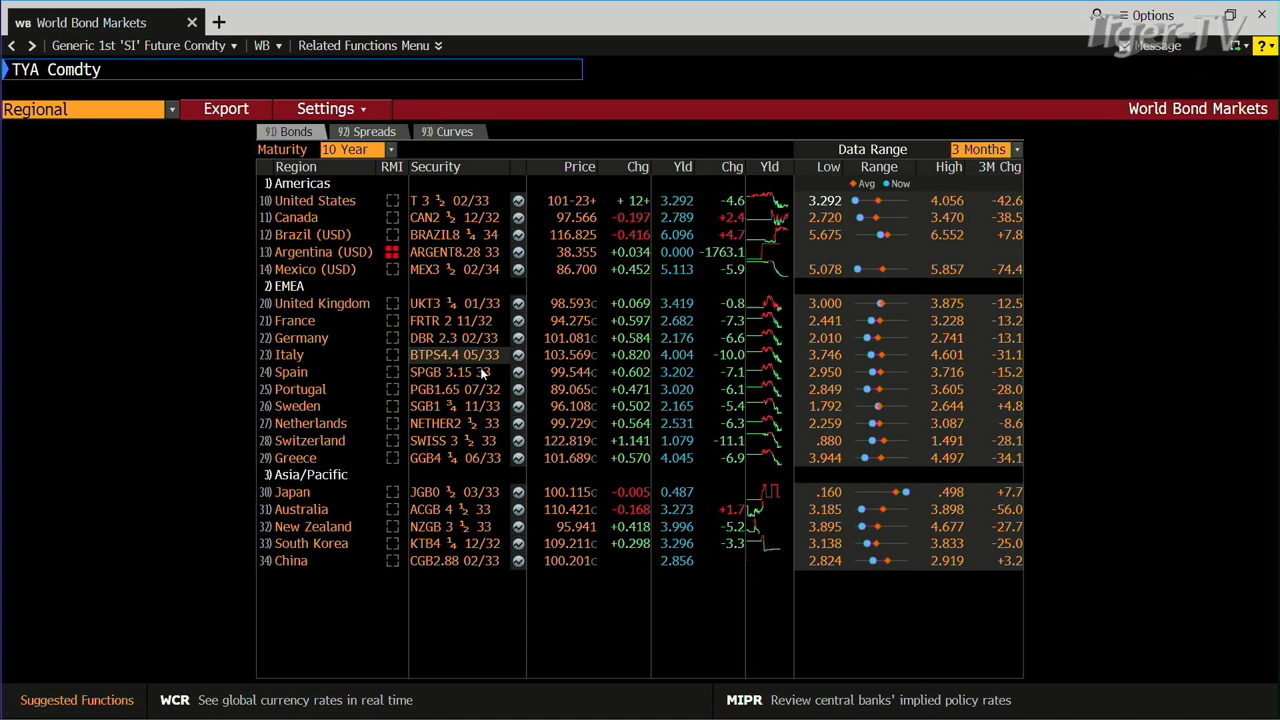 WB World Bond Markets × +
Options
Tiger-TV
Generic 1st 'SI' Future Comdty WB Related Functions Menu
Message
?
TYA Comdty
Regional Export Settings World Bond Markets
91) Bonds 92) Spreads 93) Curves
Maturity 10 Year Data Range 3 Months
Region RMI Security Price Chg Yld Chg Yld Low Range High 3M Chg
1) Americas Avg Now
10) United States T 3 ½ 02/33 101-23+ + 12+ 3.292 -4.6 3.292 4.056 -42.6
11) Canada CAN2 ½ 12/32 97.566 -0.197 2.789 +2.4 2.720 3.470 -38.5
12) Brazil (USD) BRAZIL8 ¼ 34 116.825 -0.416 6.096 +4.7 5.675 6.552 +7.8
13) Argentina (USD) ARGENT8.28 33 38.355 +0.034 0.000 -1763.1
14) Mexico (USD) MEX3 ½ 02/34 86.700 +0.452 5.113 -5.9 5.078 5.857 -74.4
2) EMEA
20) United Kingdom UKT3 ¼ 01/33 98.593C +0.069 3.419 -0.8 3.000 3.875 -12.5
21) France FRTR 2 11/32 94.275C +0.597 2.682 -7.3 2.441 3.228 -13.2
22) Germany DBR 2.3 02/33 101.081C +0.584 2.176 -6.6 2.010 2.741 -13.1
23) Italy BTPS4.4 05/33 103.569C +0.820 4.004 -10.0 3.746 4.601 -31.1
24) Spain SPGB 3.15 33 99.544C +0.602 3.202 -7.1 2.950 3.716 -15.2
25) Portugal PGB1.65 07/32 89.065C +0.471 3.020 -6.1 2.849 3.605 -28.0
26) Sweden SGB1 ¾ 11/33 96.108C +0.502 2.165 -5.4 1.792 2.644 +4.8
27) Netherlands NETHER2 ½ 33 99.729C +0.564 2.531 -6.3 2.259 3.087 -8.6
28) Switzerland SWISS 3 ½ 33 122.819C +1.141 1.079 -11.1 .880 1.491 -28.1
29) Greece GGB4 ¼ 06/33 101.689C +0.570 4.045 -6.9 3.944 4.497 -34.1
3) Asia/Pacific
30) Japan JGB0 ½ 03/33 100.115C -0.005 0.487 .160 .498 +7.7
31) Australia ACGB 4 ½ 33 110.421C -0.168 3.273 +1.7 3.185 3.898 -56.0
32) New Zealand NZGB 3 ½ 33 95.941 +0.418 3.996 -5.2 3.895 4.677 -27.7
33) South Korea KTB4 ¼ 12/32 109.211C +0.298 3.296 -3.3 3.138 3.833 -25.0
34) China CGB2.88 02/33 100.201C 2.856 2.824 2.919 +3.2
Suggested Functions WCR See global currency rates in real time MIPR Review central banks' implied policy rates